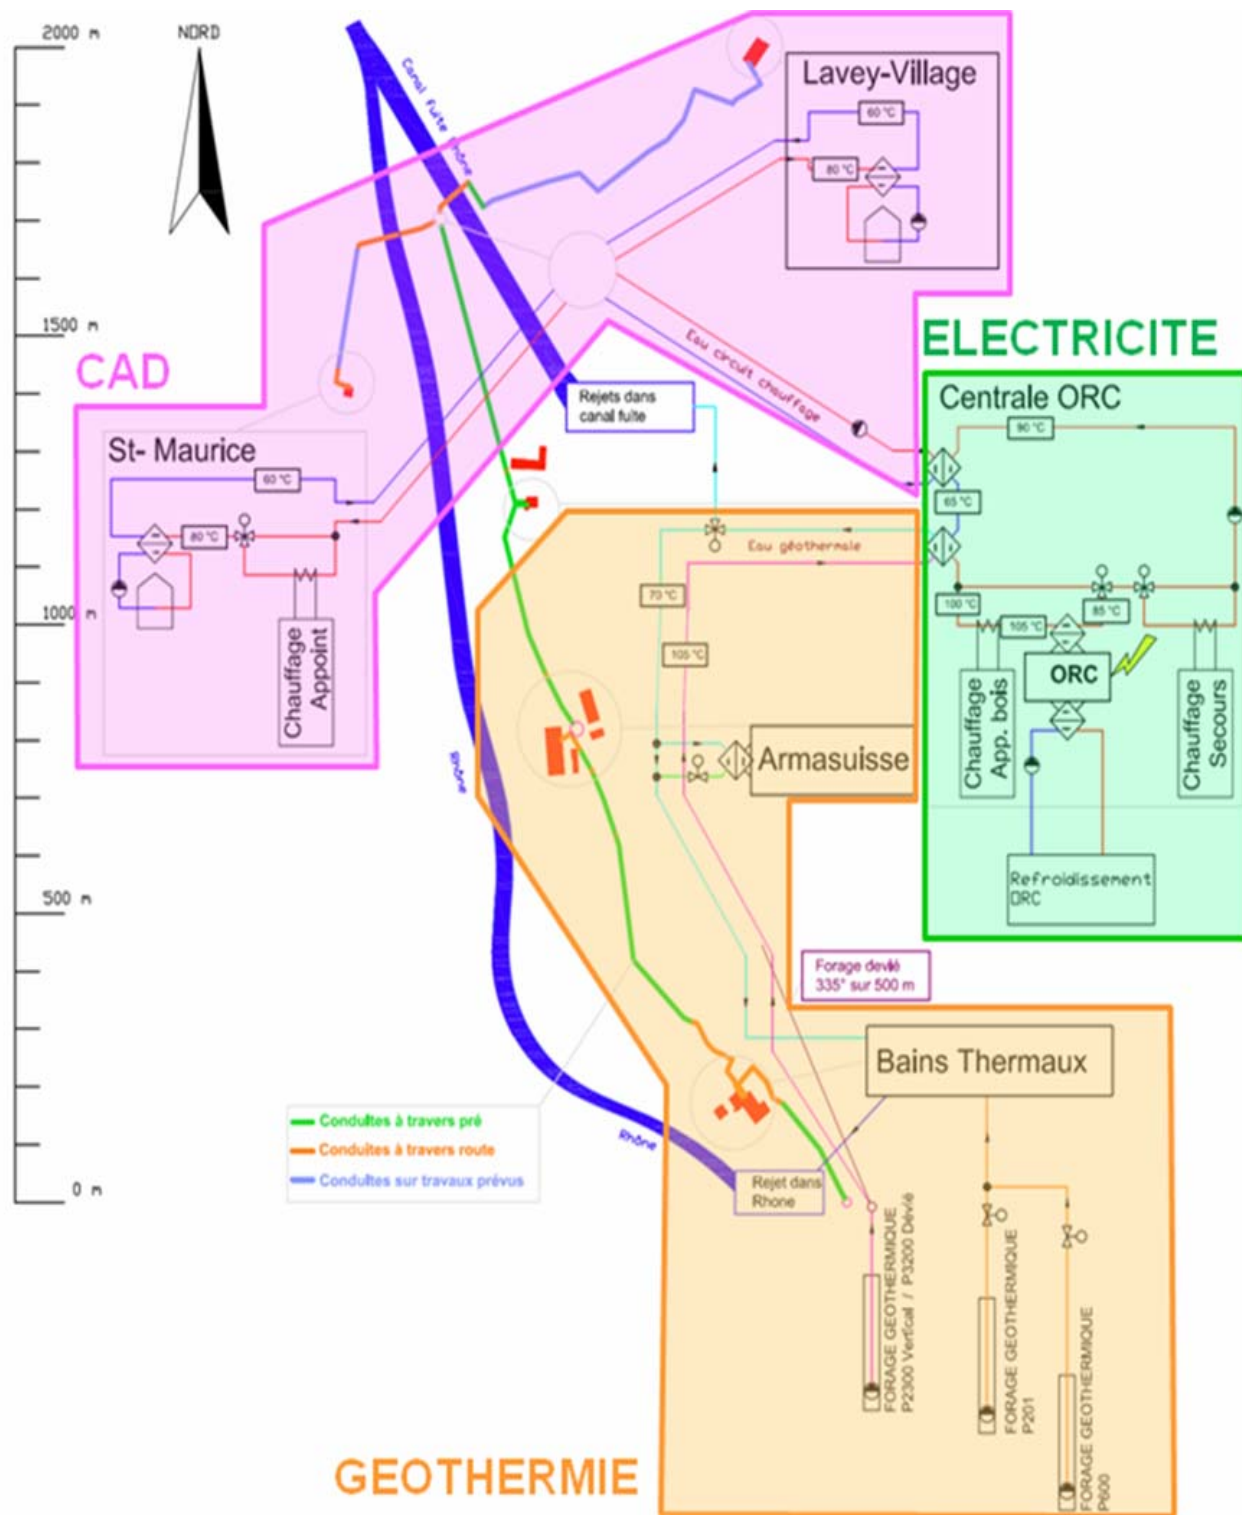 2000 m
NORD
Canal fuite Rhône
Lavey-Village
60 °C
80 °C
1500 m
CAD
ELECTRICITE
Eau circuit chauffage
Rejets dans
canal fuite
Centrale ORC
90 °C
St- Maurice
60 °C
65 °C
80 °C
Eau géothermale
1000 m
70 °C
100 °C
85 °C
105 °C
105 °C
ORC
Chauffage
Appoint
Chauffage
App. bois
Chauffage
Secours
Rhône
Armasuisse
500 m
Refroidissement
ORC
Forage devié
335° sur 500 m
Bains Thermaux
Conduites à travers pré
Conduites à travers route
Conduites sur travaux prévus
Rhône
0 m
Rejet dans
Rhone
FORAGE GEOTHERMIQUE
P2300 Vertical / P3200 Dévié
FORAGE GEOTHERMIQUE
P201
FORAGE GEOTHERMIQUE
P600
GEOTHERMIE